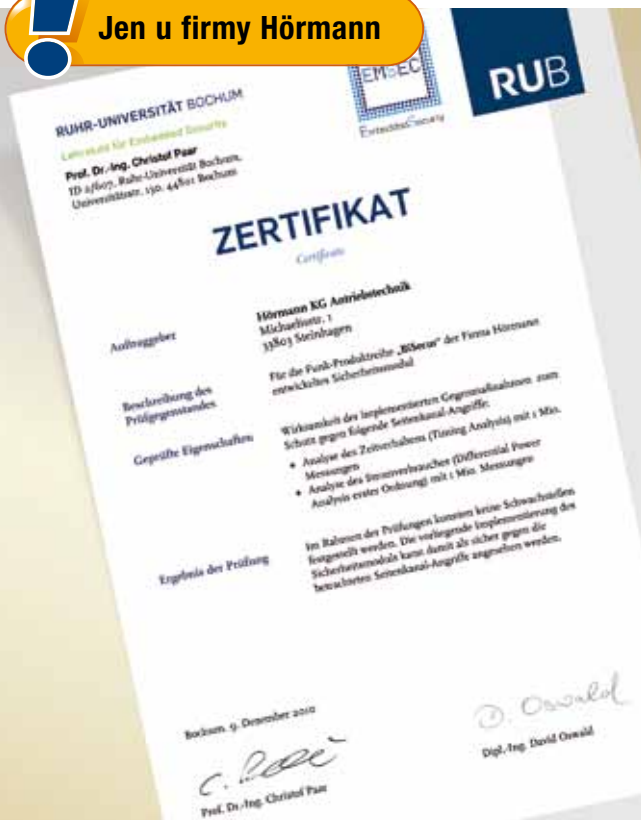 Jen u firmy Hörmann
RUHR-UNIVERSITÄT BOCHUM
Lehrstuhl für Embedded Security
Prof. Dr.-Ing. Christof Paar
ID 2/607, Ruhr-Universität Bochum,
Universitätsstr. 150, 44801 Bochum
EMSEC
Embedded Security
RUB
ZERTIFIKAT
Certificate
Auftraggeber
Hörmann KG Antriebstechnik
Michaelisstr. 1
33803 Steinhagen
Beschreibung des
Prüfgegenstandes
Für die Funk-Produktreihe „BiSecur“ der Firma Hörmann
entwickeltes Sicherheitsmodul
Geprüfte Eigenschaften
Wirksamkeit der implementierten Gegenmaßnahmen zum
Schutz gegen folgende Seitenkanal-Angriffe:
• Analyse des Zeitverhaltens (Timing Analysis) mit 1 Mio.
Messungen
• Analyse des Stromverbrauches (Differential Power
Analysis erster Ordnung) mit 1 Mio. Messungen
Ergebnis der Prüfung
Im Rahmen der Prüfungen konnten keine Schwachstellen
festgestellt werden. Die vorliegende Implementierung des
Sicherheitsmoduls kann damit als sicher gegen die
betrachteten Seitenkanal-Angriffe angesehen werden.
Bochum, 9. Dezember 2010
D. Oswald
Prof. Dr.-Ing. Christof Paar
Dipl.-Ing. David Oswald